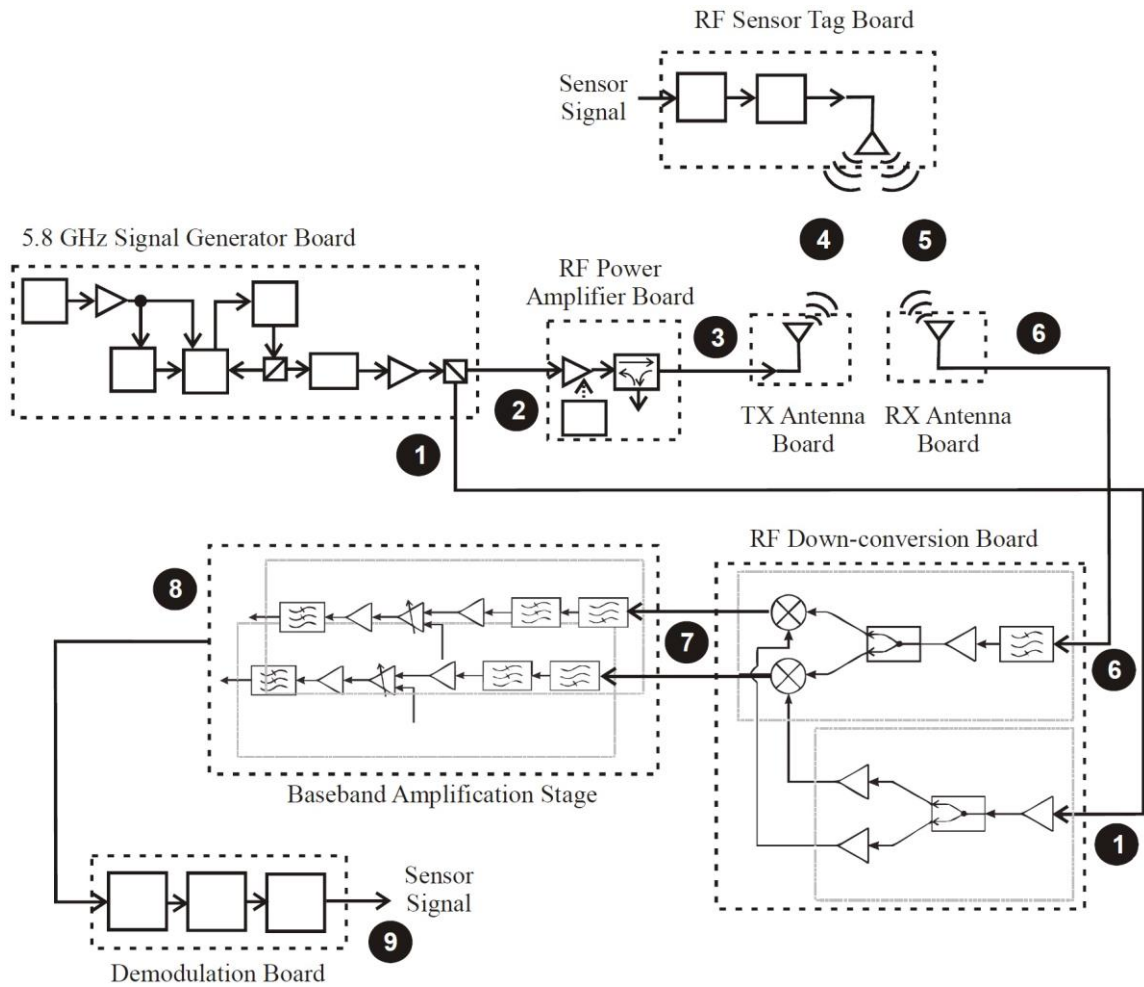 RF Sensor Tag Board
Sensor
Signal
4
5
5.8 GHz Signal Generator Board
RF Power
Amplifier Board
3
6
2
TX Antenna
Board
RX Antenna
Board
1
RF Down-conversion Board
8
7
6
Baseband Amplification Stage
1
Sensor
Signal
9
Demodulation Board